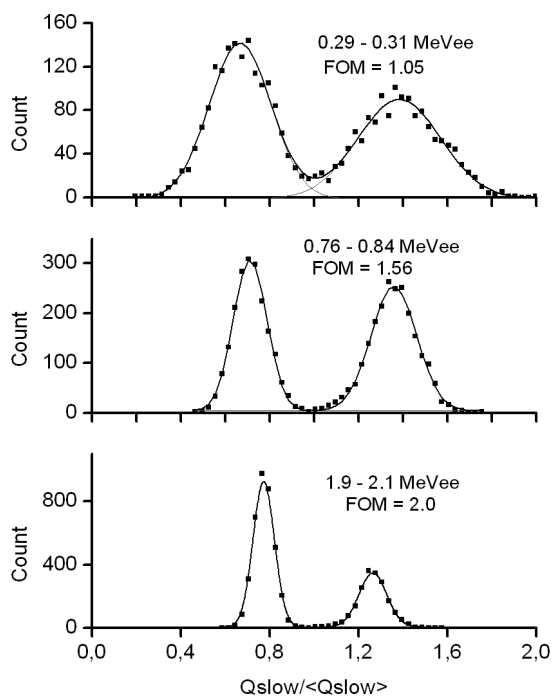 160
120
80
40
0
Count
0.29 - 0.31 MeVee
FOM = 1.05
300
200
100
0
Count
0.76 - 0.84 MeVee
FOM = 1.56
800
400
0
Count
1.9 - 2.1 MeVee
FOM = 2.0
0,0 0,4 0,8 1,2 1,6 2,0
Qslow/<Qslow>